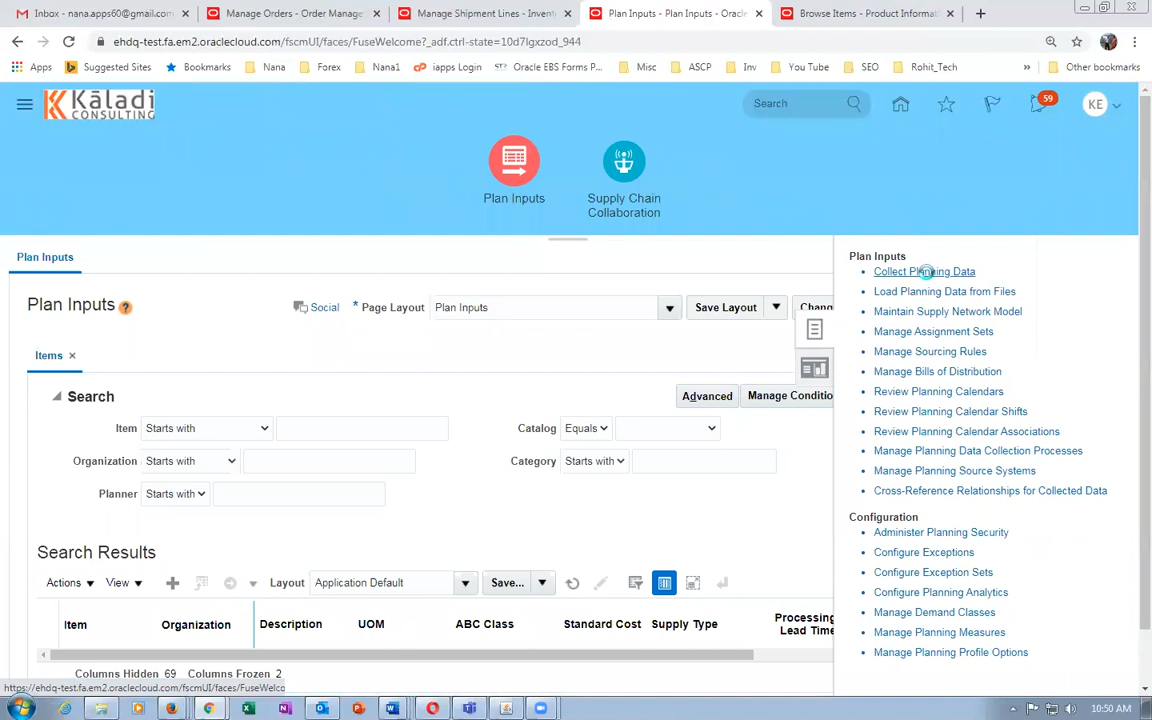 Inbox - nana.apps60@gmail.com
Manage Orders - Order Manage
Manage Shipment Lines - Invent
Plan Inputs - Plan Inputs - Orac
Browse Items - Product Informat
ehdq-test.fa.em2.oraclecloud.com/fscmUI/faces/FuseWelcome?_adf.ctrl-state=10d7lgxzod_944
Apps Suggested Sites Bookmarks Nana Forex Nana1 iapps Login Oracle EBS Forms P... Misc ASCP Inv You Tube SEO Rohit_Tech » Other bookmarks
Kāladi
CONSULTING
Search
59
KE
Plan Inputs
Supply Chain
Collaboration
Plan Inputs
Plan Inputs ?
Social
* Page Layout Plan Inputs
Save Layout
Chang
Items
Search
Advanced
Manage Conditio
Item Starts with
Catalog Equals
Organization Starts with
Category Starts with
Planner Starts with
Search Results
Actions View
Layout Application Default
Save...
Item Organization Description UOM ABC Class Standard Cost Supply Type Processing
Lead Time
Columns Hidden 69 Columns Frozen 2
Plan Inputs
Collect Planning Data
Load Planning Data from Files
Maintain Supply Network Model
Manage Assignment Sets
Manage Sourcing Rules
Manage Bills of Distribution
Review Planning Calendars
Review Planning Calendar Shifts
Review Planning Calendar Associations
Manage Planning Data Collection Processes
Manage Planning Source Systems
Cross-Reference Relationships for Collected Data
Configuration
Administer Planning Security
Configure Exceptions
Configure Exception Sets
Configure Planning Analytics
Manage Demand Classes
Manage Planning Measures
Manage Planning Profile Options
https://ehdq-test.fa.em2.oraclecloud.com/fscmUI/faces/FuseWelco
10:50 AM